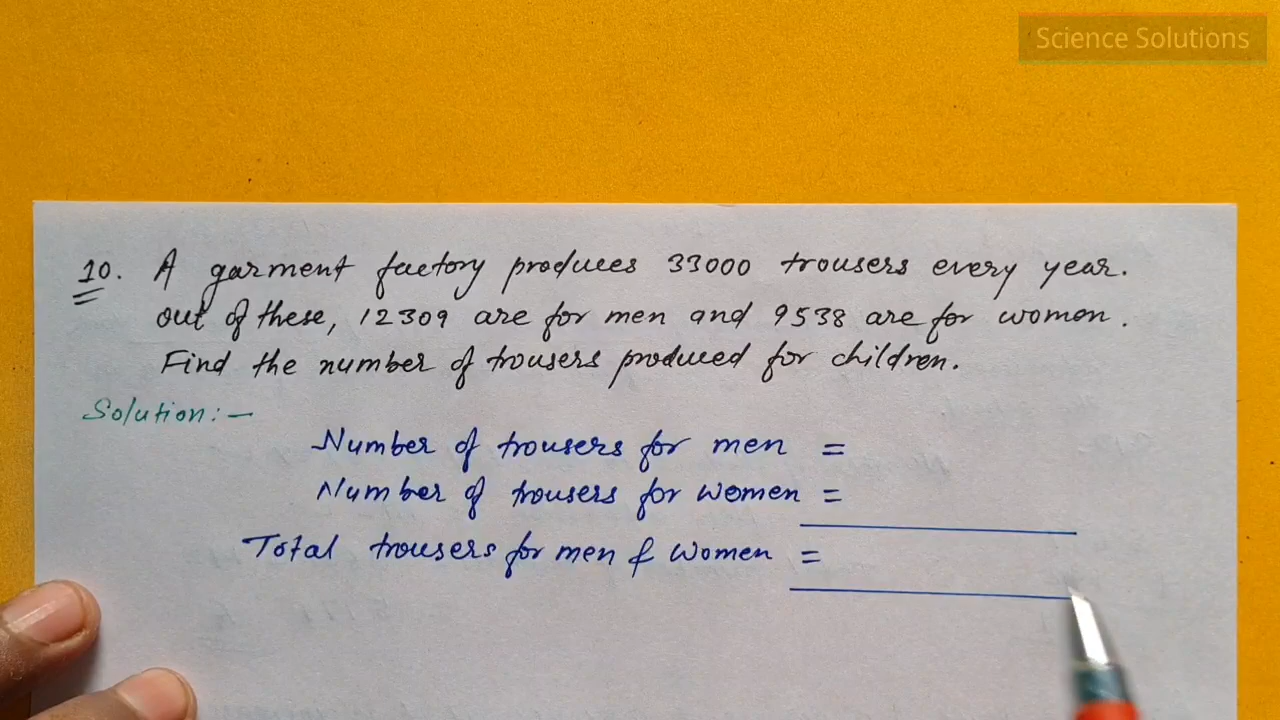 Science Solutions
10. A garment factory produces 33000 trousers every year.
out of these, 12309 are for men and 9538 are for women.
Find the number of trousers produced for children.
Solution:-
Number of trousers for men =
Number of trousers for women =
Total trousers for men & women =